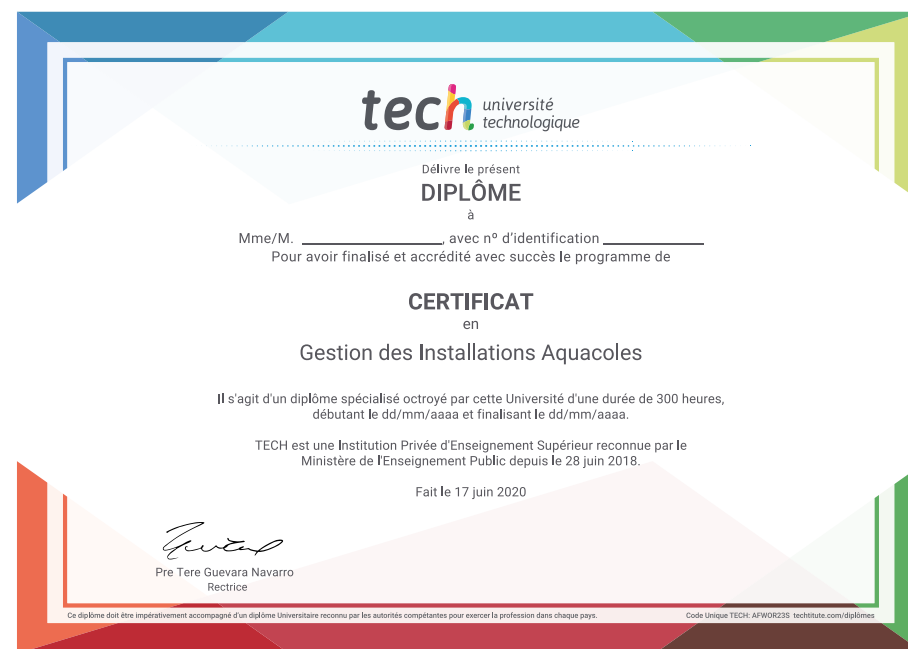 tech université
technologique
Délivre le présent
DIPLÔME
à
Mme/M. ____________________, avec nº d'identification ______________
Pour avoir finalisé et accrédité avec succès le programme de
CERTIFICAT
en
Gestion des Installations Aquacoles
Il s'agit d'un diplôme spécialisé octroyé par cette Université d'une durée de 300 heures,
débutant le dd/mm/aaaa et finalisant le dd/mm/aaaa.
TECH est une Institution Privée d'Enseignement Supérieur reconnue par le
Ministère de l'Enseignement Public depuis le 28 juin 2018.
Fait le 17 juin 2020
Pre Tere Guevara Navarro
Rectrice
Ce diplôme doit être impérativement accompagné d'un diplôme Universitaire reconnu par les autorités compétantes pour exercer la profession dans chaque pays.
Code Unique TECH: AFWOR23S techtitute.com/diplômes